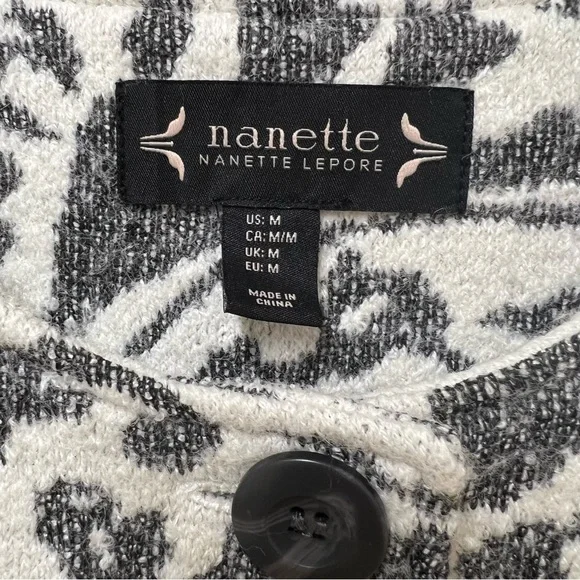 nanette
NANETTE LEPORE
US: M
CA: M/M
UK: M
EU: M
MADE IN
CHINA